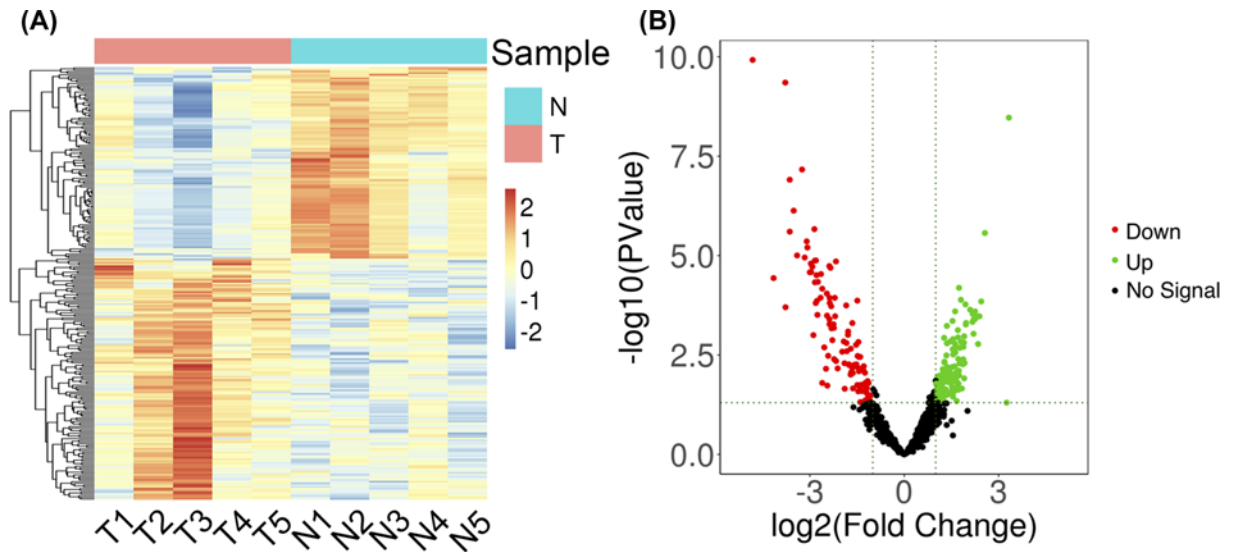 (A)
Sample
N
T
2
1
0
-1
-2
T1 T2 T3 T4 T5 N1 N2 N3 N4 N5
(B)
-log10(PValue)
10.0
7.5
5.0
2.5
0.0
-3 0 3
log2(Fold Change)
Down
Up
No Signal